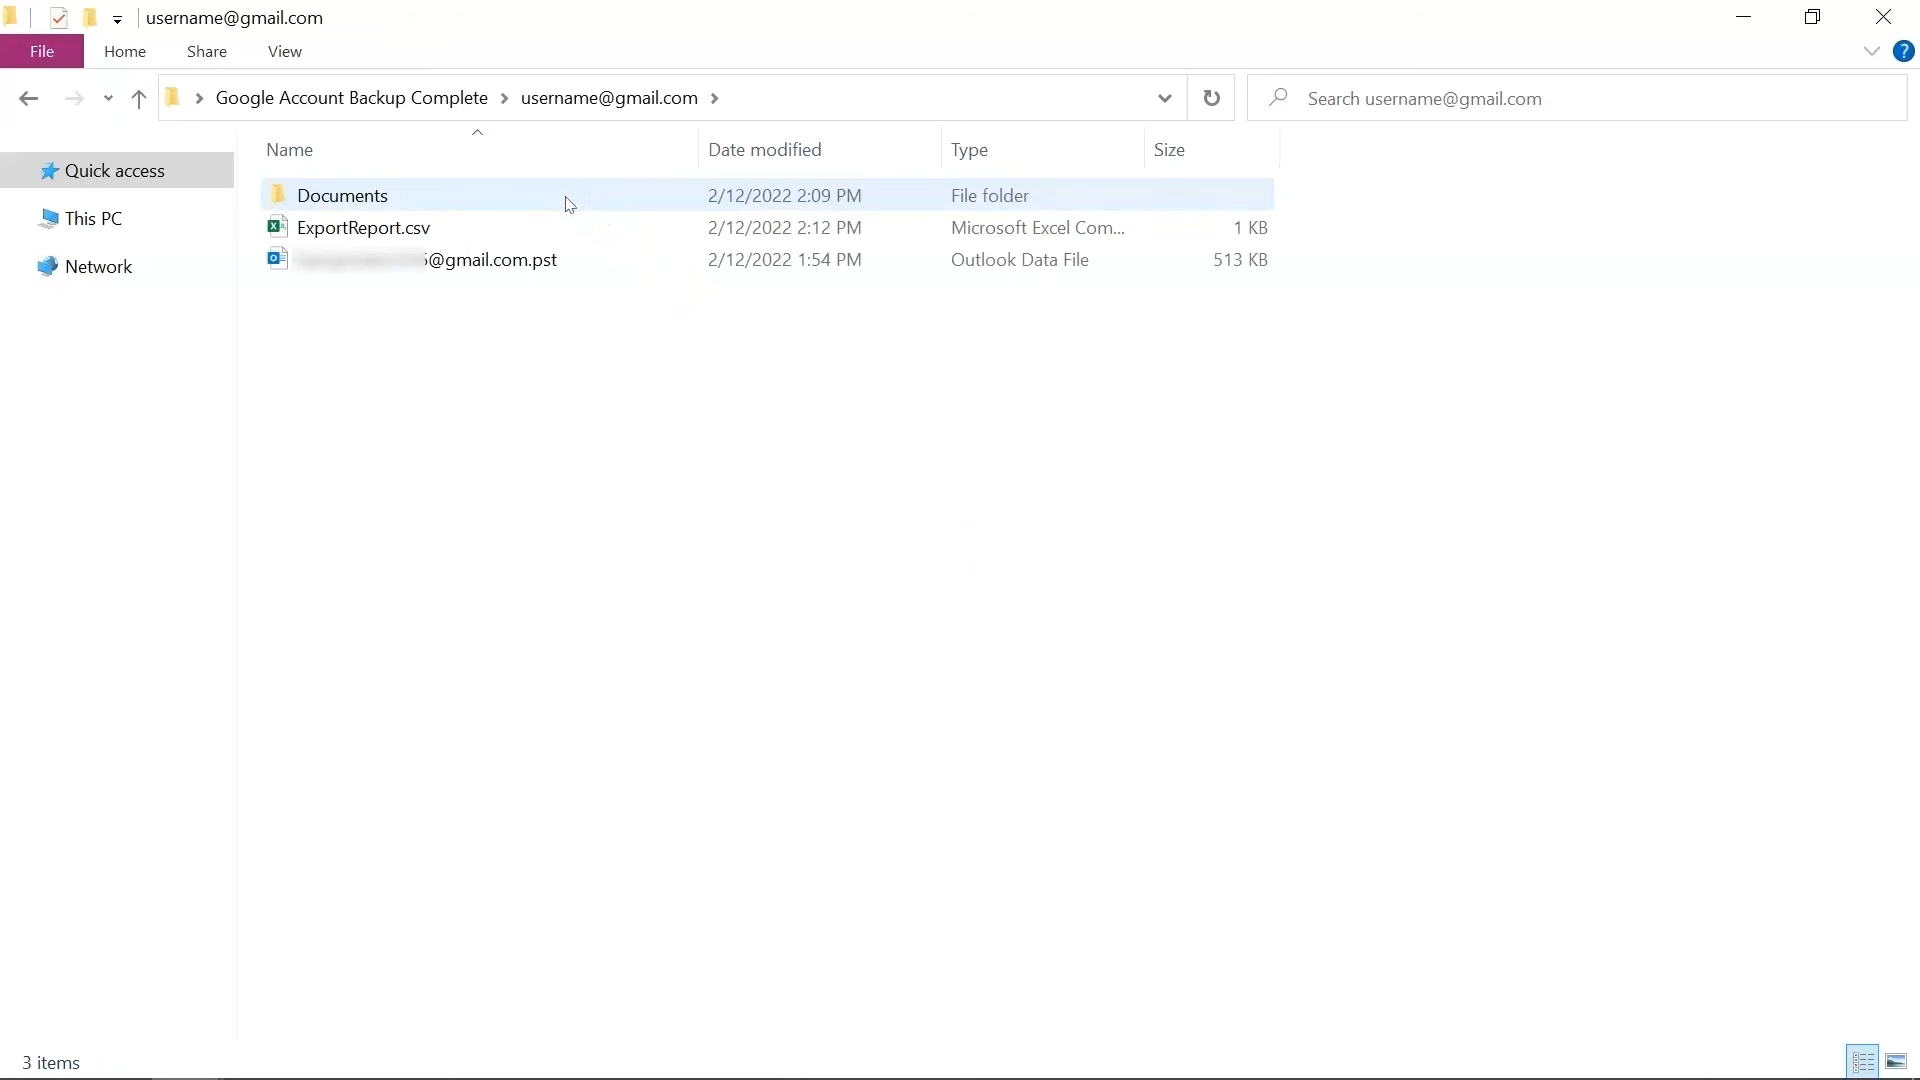 username@gmail.com
File Home Share View
Google Account Backup Complete username@gmail.com Search username@gmail.com
Name Date modified Type Size
Quick access
This PC
Network
Documents 2/12/2022 2:09 PM File folder
ExportReport.csv 2/12/2022 2:12 PM Microsoft Excel Com... 1 KB
@gmail.com.pst 2/12/2022 1:54 PM Outlook Data File 513 KB
3 items